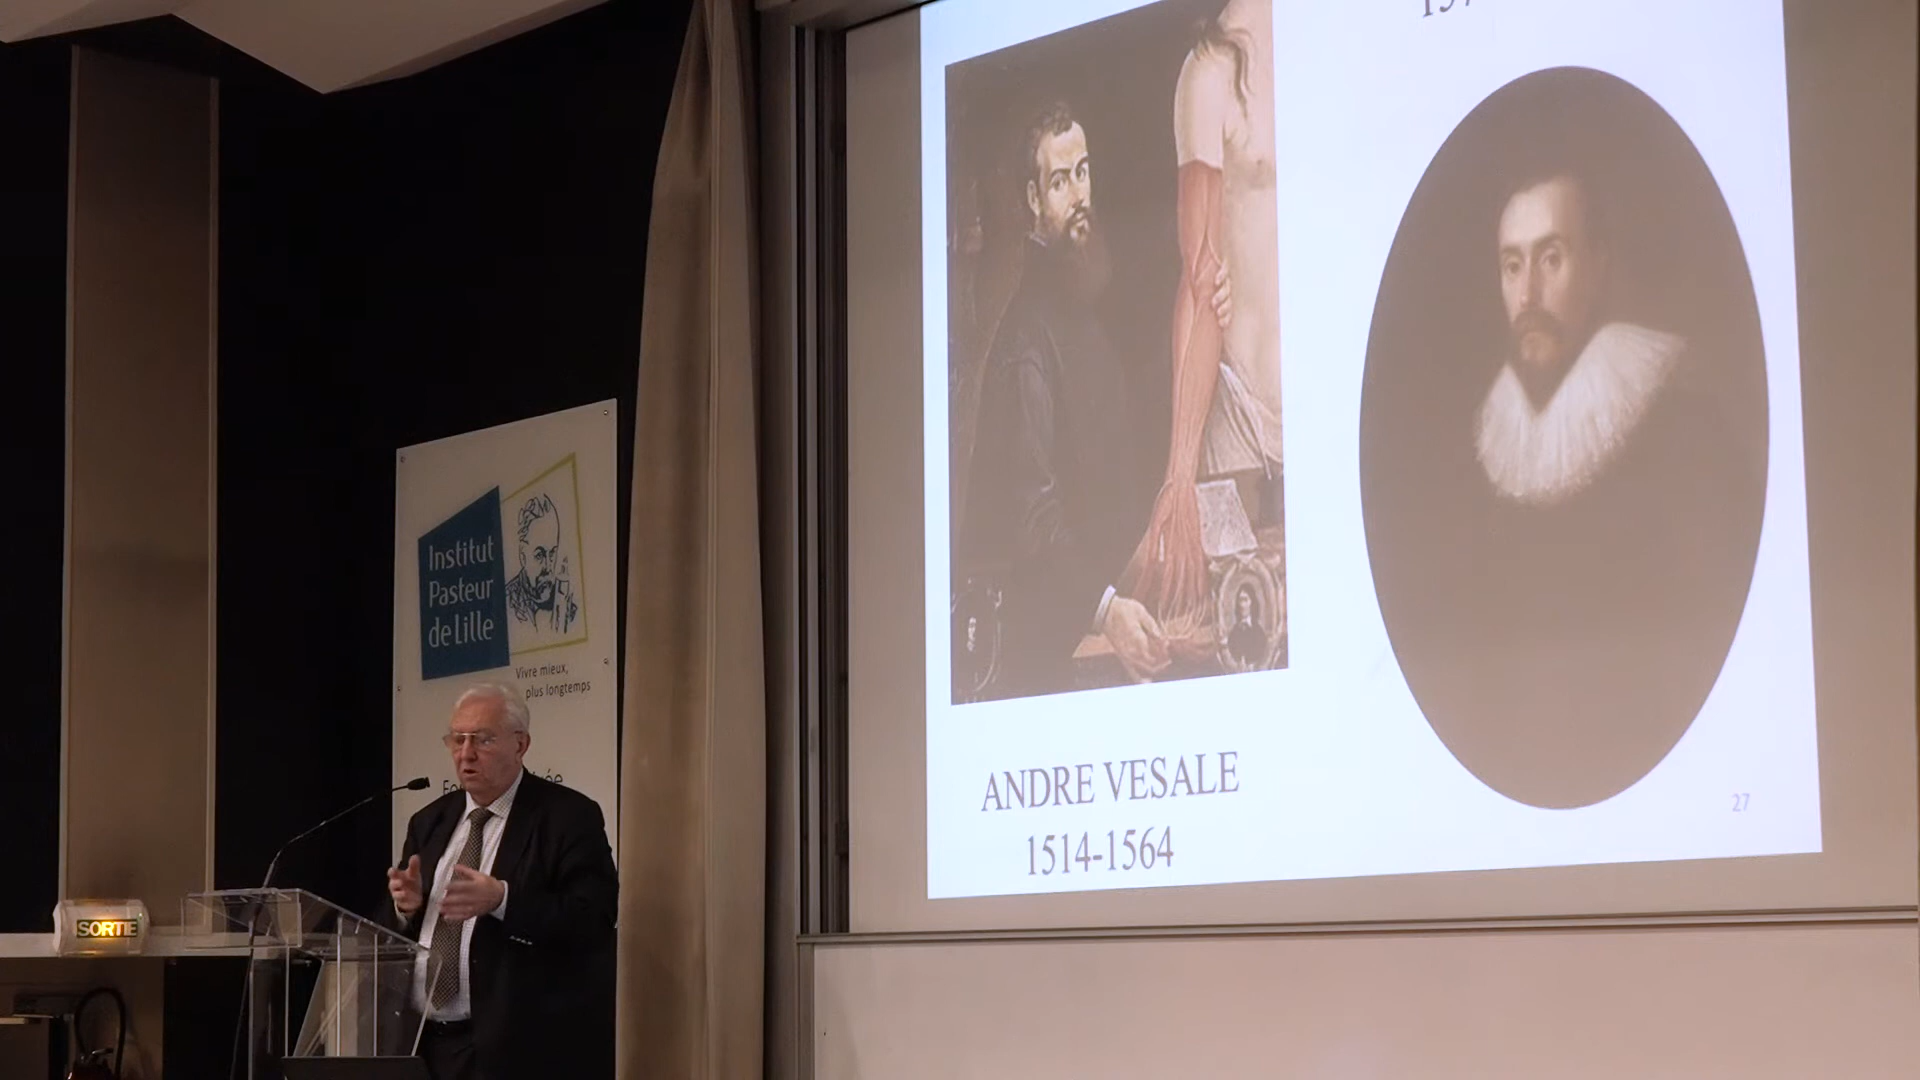 Institut
Pasteur
de Lille
Vivre mieux,
plus longtemps
SORTIE
ANDRE VESALE
1514-1564
27